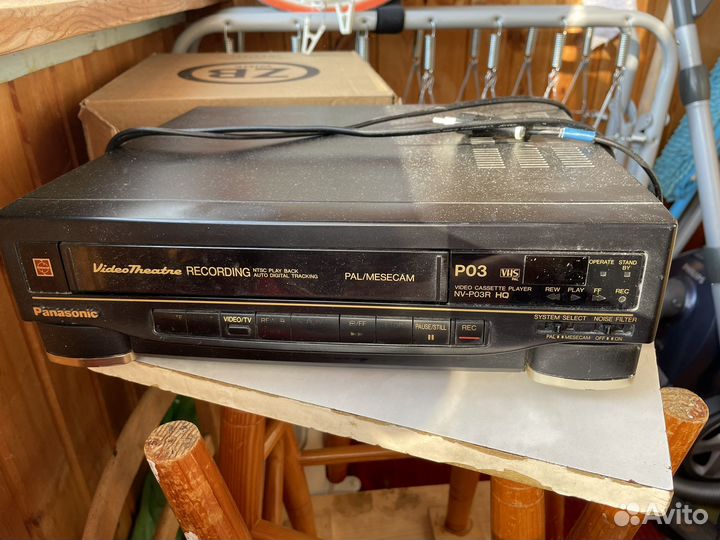 ZB
VideoTheatre RECORDING NTSC PLAY BACK
AUTO DIGITAL TRACKING
PAL/MESECAM
P03 VHS
VIDEO CASSETTE PLAYER
NV-P03R HQ
OPERATE STAND BY
REW PLAY FF REC
Panasonic
VIDEO/TV
PAUSE/STILL
REC
SYSTEM SELECT NOISE FILTER
PAL MESECAM OFF ON
Avito